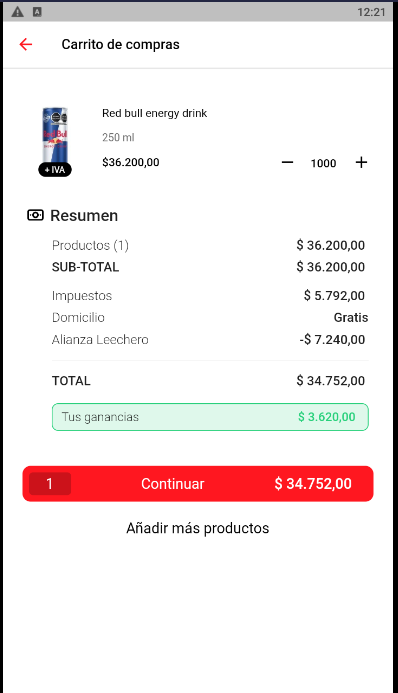 12:21
Carrito de compras
Red bull energy drink
250 ml
$36.200,00
1000
+ IVA
Resumen
Productos (1) $ 36.200,00
SUB-TOTAL $ 36.200,00
Impuestos $ 5.792,00
Domicilio Gratis
Alianza Leechero -$ 7.240,00
TOTAL $ 34.752,00
Tus ganancias $ 3.620,00
1 Continuar $ 34.752,00
Añadir más productos